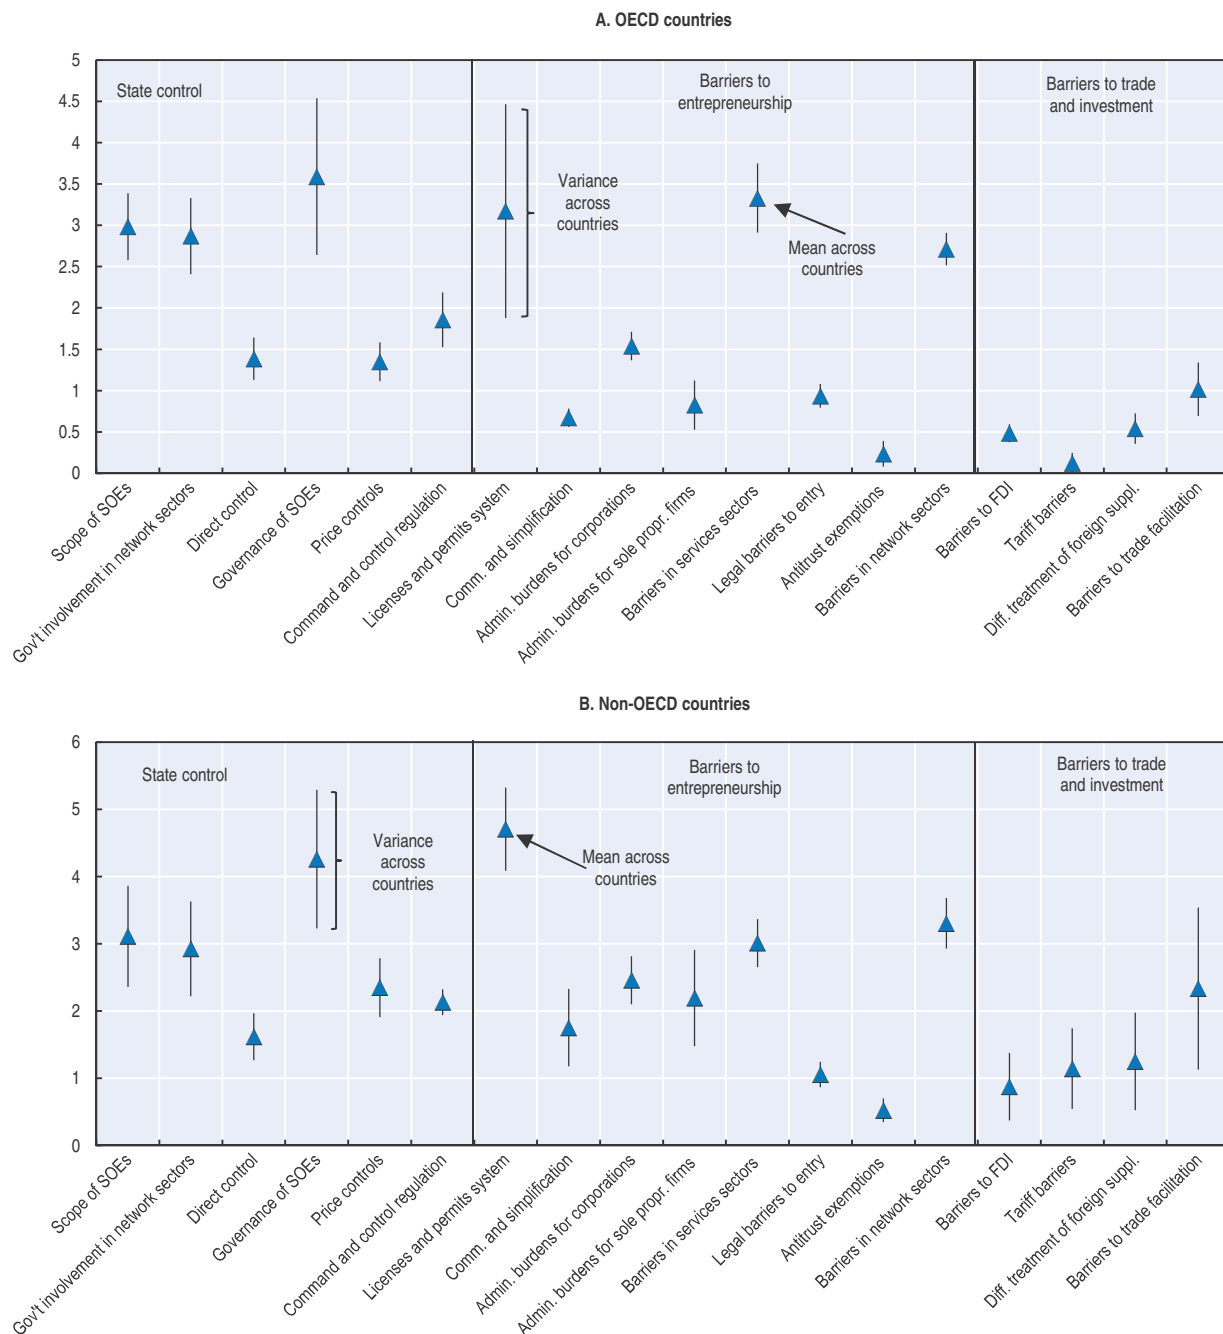 A. OECD countries
5
4.5
4
3.5
3
2.5
2
1.5
1
0.5
0
State control
Barriers to
entrepreneurship
Barriers to trade
and investment
Variance
across
countries
Mean across
countries
Scope of SOEs
Gov't involvement in network sectors
Direct control
Governance of SOEs
Price controls
Command and control regulation
Licenses and permits system
Comm. and simplification
Admin. burdens for corporations
Admin. burdens for sole propr. firms
Barriers in services sectors
Legal barriers to entry
Antitrust exemptions
Barriers in network sectors
Barriers to FDI
Tariff barriers
Diff. treatment of foreign suppl.
Barriers to trade facilitation
B. Non-OECD countries
6
5
4
3
2
1
0
State control
Barriers to
entrepreneurship
Barriers to trade
and investment
Variance
across
countries
Mean across
countries
Scope of SOEs
Gov't involvement in network sectors
Direct control
Governance of SOEs
Price controls
Command and control regulation
Licenses and permits system
Comm. and simplification
Admin. burdens for corporations
Admin. burdens for sole propr. firms
Barriers in services sectors
Legal barriers to entry
Antitrust exemptions
Barriers in network sectors
Barriers to FDI
Tariff barriers
Diff. treatment of foreign suppl.
Barriers to trade facilitation